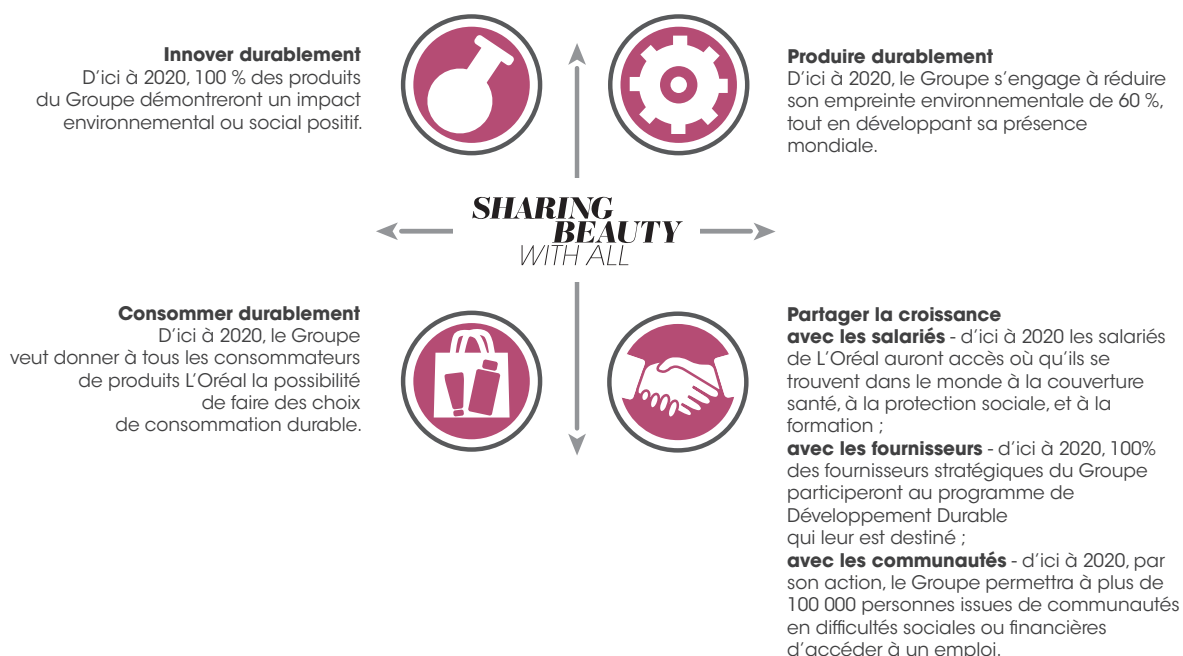 Innover durablement
D'ici à 2020, 100 % des produits
du Groupe démontreront un impact
environnemental ou social positif.
Produire durablement
D'ici à 2020, le Groupe s'engage à réduire
son empreinte environnementale de 60 %,
tout en développant sa présence
mondiale.
SHARING
BEAUTY
WITH ALL
Consommer durablement
D'ici à 2020, le Groupe
veut donner à tous les consommateurs
de produits L'Oréal la possibilité
de faire des choix
de consommation durable.
Partager la croissance
avec les salariés - d'ici à 2020 les salariés
de L'Oréal auront accès où qu'ils se
trouvent dans le monde à la couverture
santé, à la protection sociale, et à la
formation ;
avec les fournisseurs - d'ici à 2020, 100%
des fournisseurs stratégiques du Groupe
participeront au programme de
Développement Durable
qui leur est destiné ;
avec les communautés - d'ici à 2020, par
son action, le Groupe permettra à plus de
100 000 personnes issues de communautés
en difficultés sociales ou financières
d'accéder à un emploi.